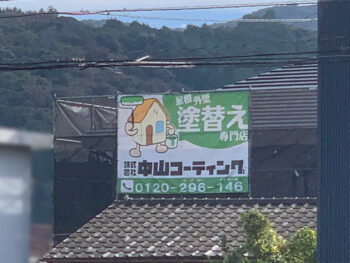 屋根外壁
塗替え
専門店
株式会社
中山コーティング
0120-296-146